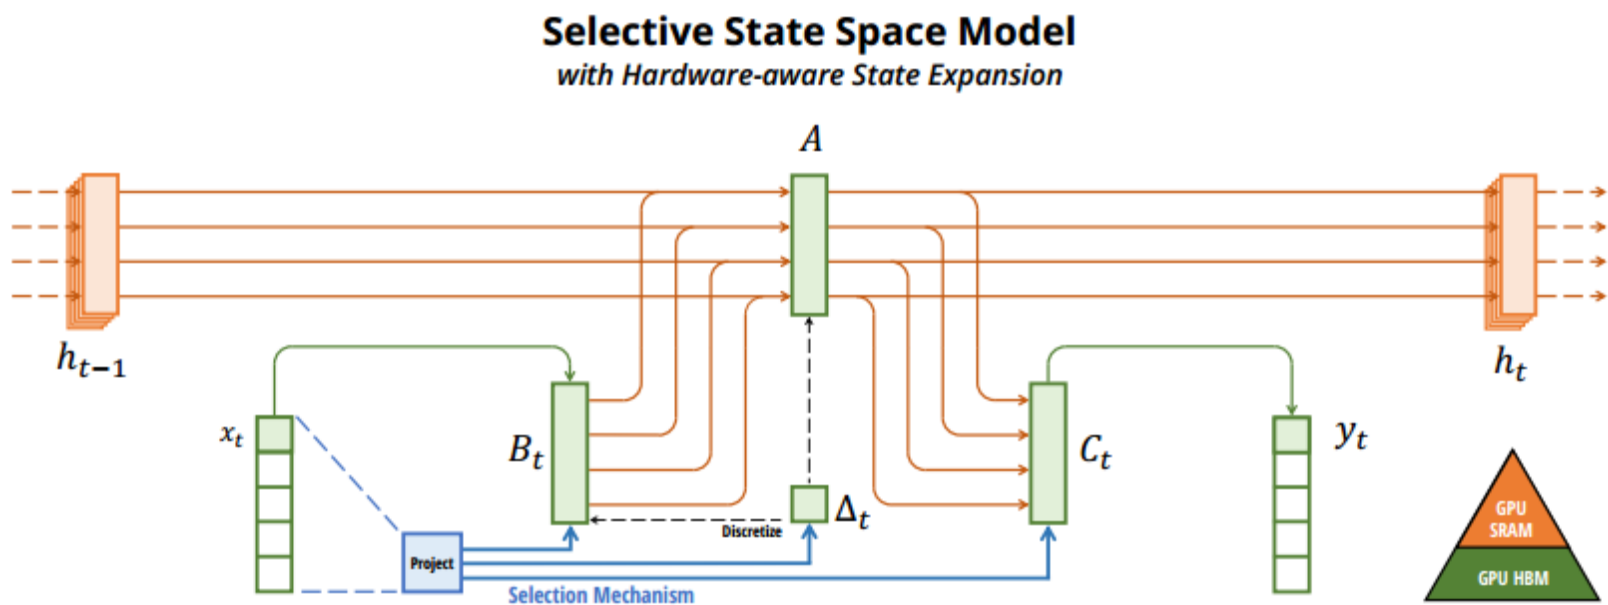 Selective State Space Model
with Hardware-aware State Expansion
A
h_{t-1}
h_t
x_t
B_t
Δ_t
C_t
y_t
Discretize
Project
Selection Mechanism
GPU
SRAM
GPU HBM